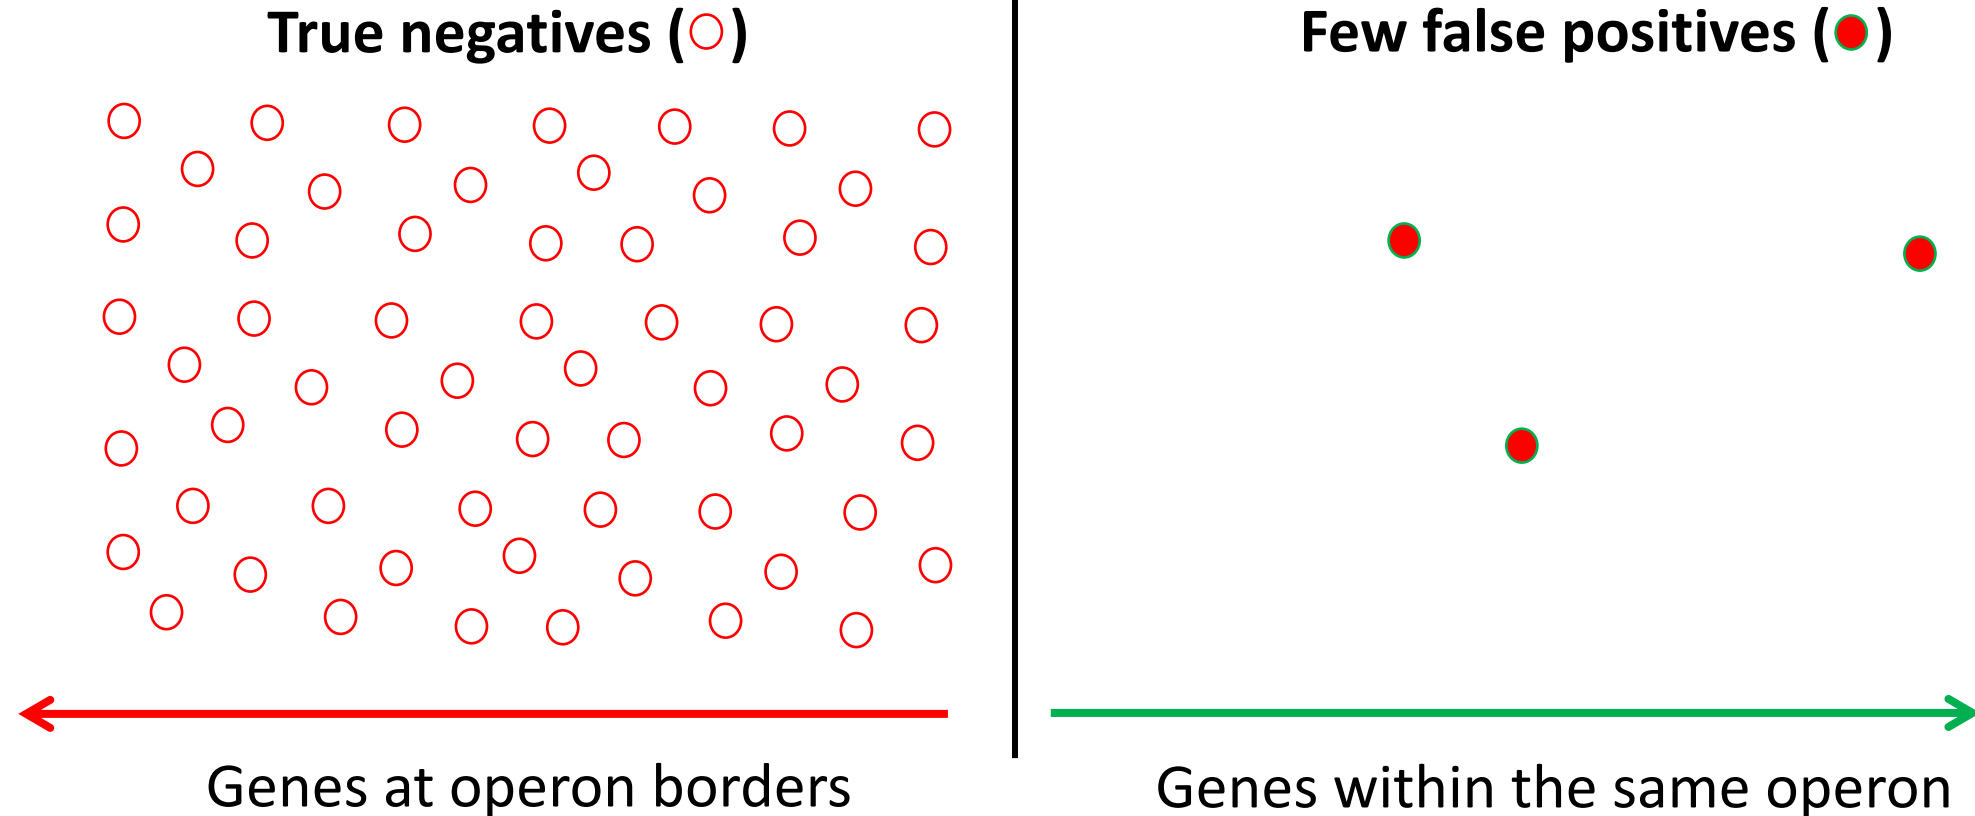 True negatives (○)
Few false positives (●)
Genes at operon borders
Genes within the same operon